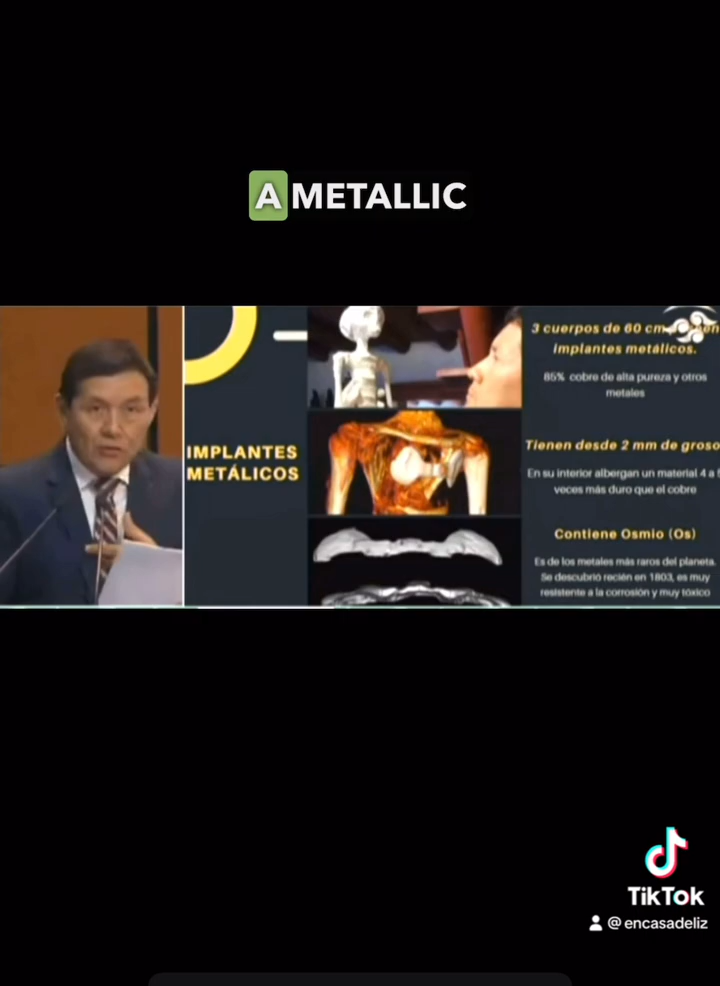 A METALLIC
3 cuerpos de 60 cm
implantes metálicos.
85% cobre de alta pureza y otros
metales
IMPLANTES
METÁLICOS
Tienen desde 2 mm de groso
En su interior albergan un material 4 a
veces más duro que el cobre
Contiene Osmio (Os)
Es de los metales más raros del planeta.
Se descubrió recién en 1803, es muy
resistente a la corrosión y muy tóxico
TikTok
@encasadeliz